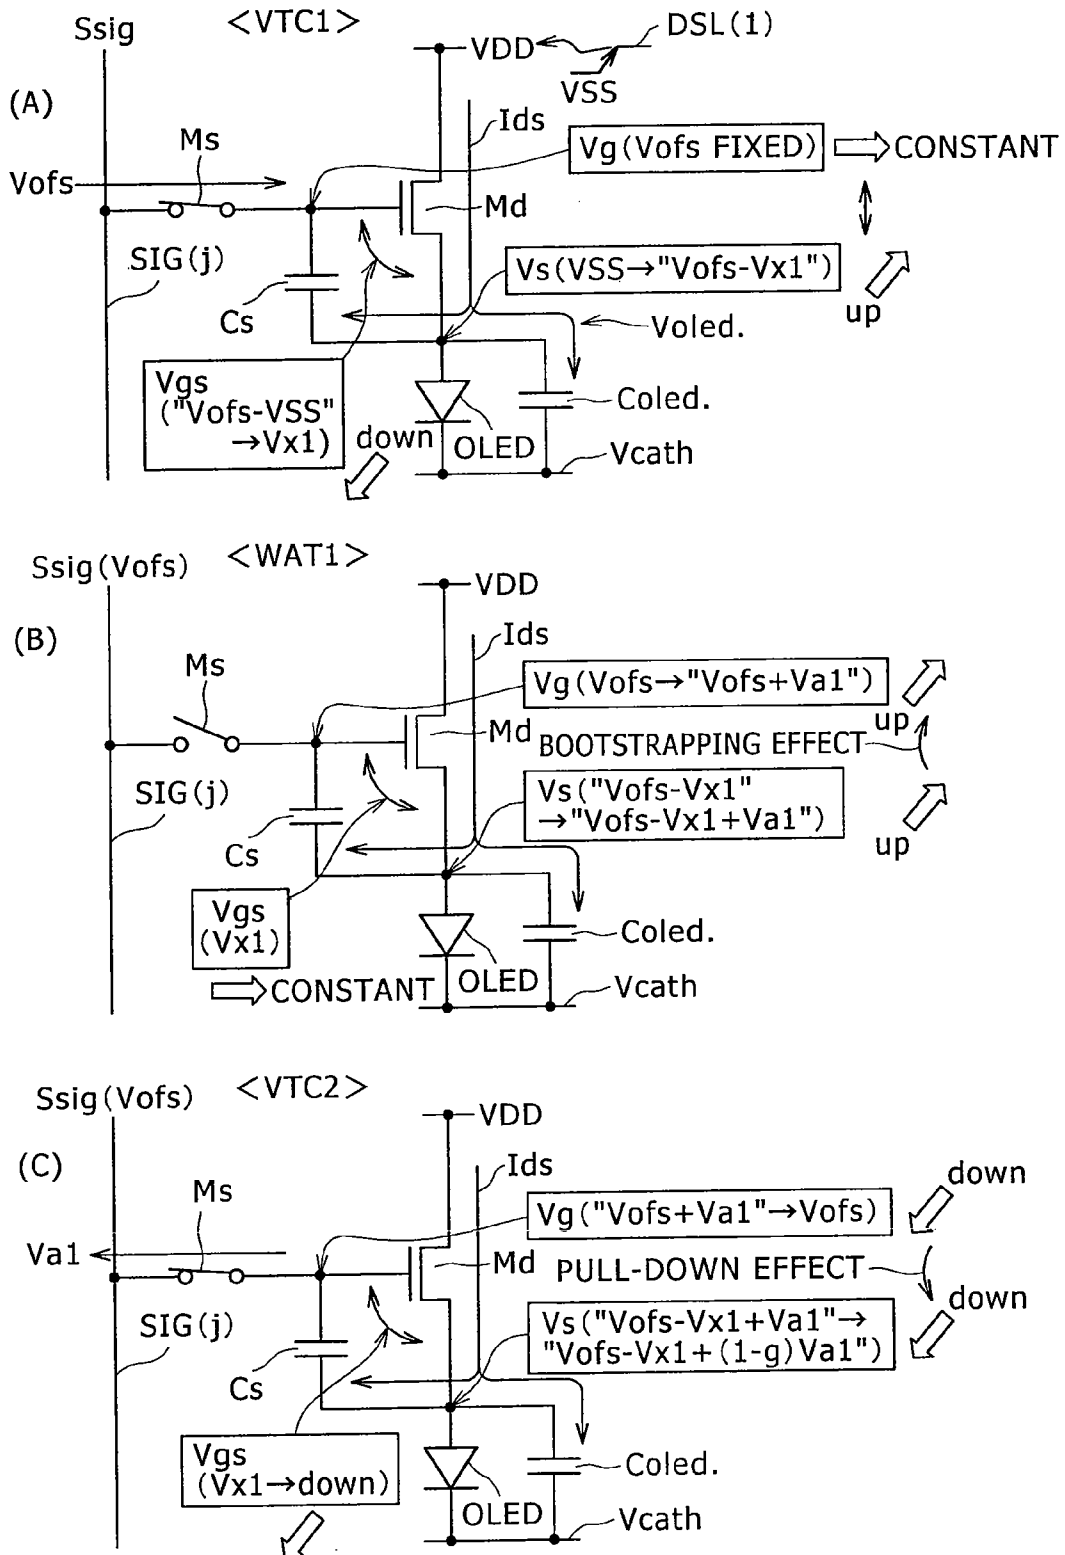 Ssig
<VTC1>
VDD
DSL(1)
VSS
(A)
Ids
Ms
Vg(Vofs FIXED)
CONSTANT
Vofs
Md
SIG(j)
Vs(VSS→"Vofs-Vx1")
up
Cs
Voled.
Vgs
("Vofs-VSS"
→Vx1)
down
OLED
Coled.
Vcath
Ssig(Vofs)
<WAT1>
VDD
(B)
Ids
Ms
Vg(Vofs→"Vofs+Va1")
up
Md
BOOTSTRAPPING EFFECT
SIG(j)
Vs("Vofs-Vx1"
→"Vofs-Vx1+Va1")
up
Cs
Vgs
(Vx1)
CONSTANT
OLED
Coled.
Vcath
Ssig(Vofs)
<VTC2>
VDD
(C)
Ids
down
Ms
Vg("Vofs+Va1"→Vofs)
Va1
Md
PULL-DOWN EFFECT
down
SIG(j)
Vs("Vofs-Vx1+Va1"→
"Vofs-Vx1+(1-g)Va1")
Cs
Vgs
(Vx1→down)
OLED
Coled.
Vcath